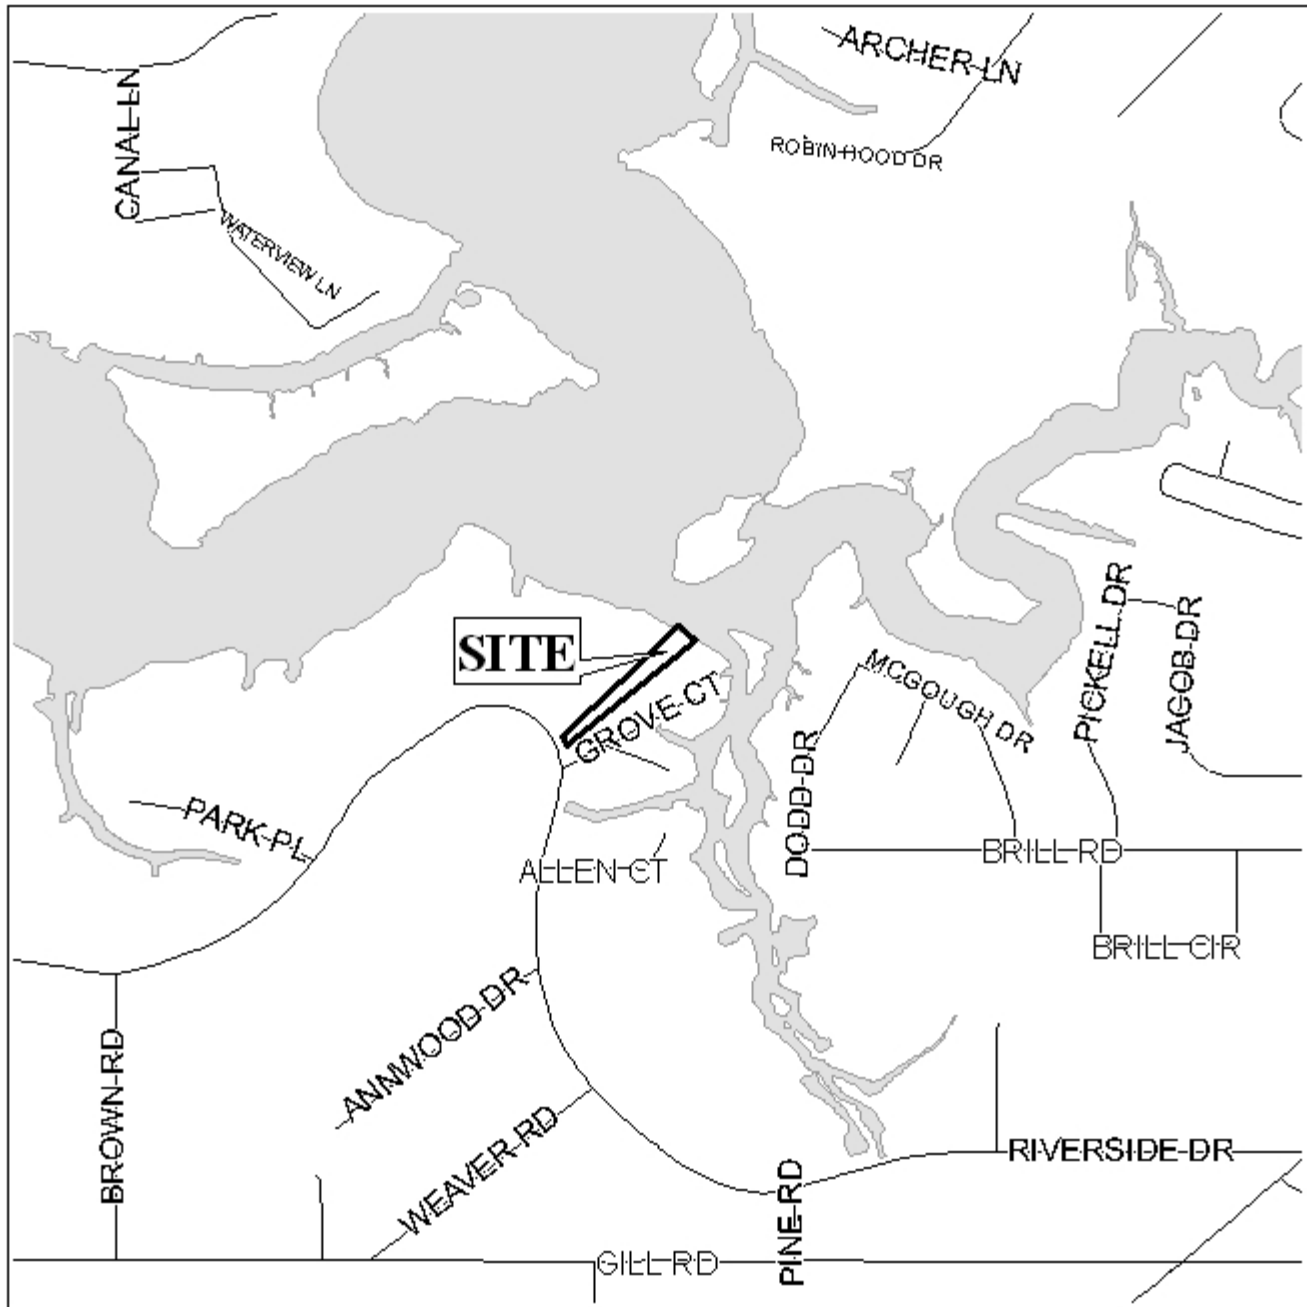 ARCHER LN
CANAL LN
ROBIN HOOD DR
WATERVIEW LN
SITE
GROVE CT
MCGOUGH DR
PICKELL DR
JAGOB DR
DODD DR
PARK PL
BRILL RD
ALLEN CT
BRILL CIR
ANNWOOD DR
BROWN RD
WEAVER RD
RIVERSIDE DR
PINE RD
GILL RD